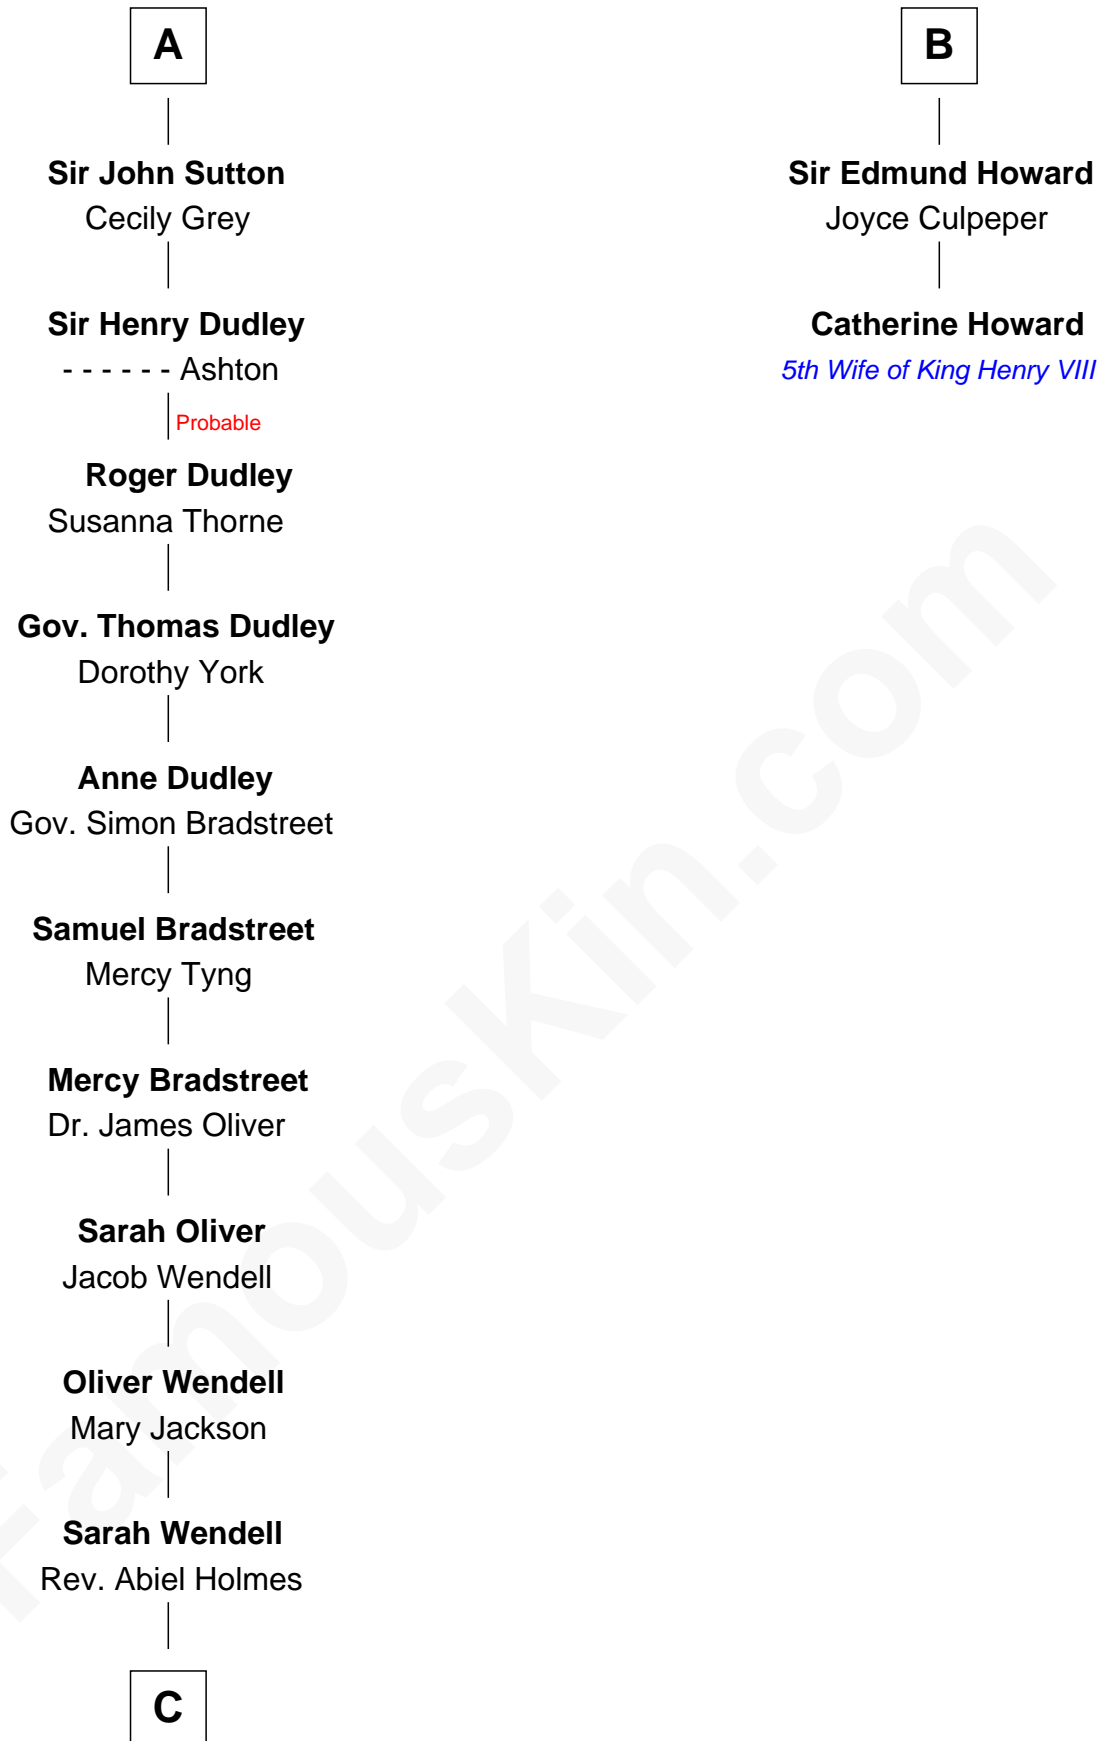 A
Sir John Sutton
Cecily Grey
Sir Henry Dudley
- - - - - - Ashton
Probable
Roger Dudley
Susanna Thorne
Gov. Thomas Dudley
Dorothy York
Anne Dudley
Gov. Simon Bradstreet
Samuel Bradstreet
Mercy Tyng
Mercy Bradstreet
Dr. James Oliver
Sarah Oliver
Jacob Wendell
Oliver Wendell
Mary Jackson
Sarah Wendell
Rev. Abiel Holmes
C
B
Sir Edmund Howard
Joyce Culpeper
Catherine Howard
5th Wife of King Henry VIII
FamousKin.com